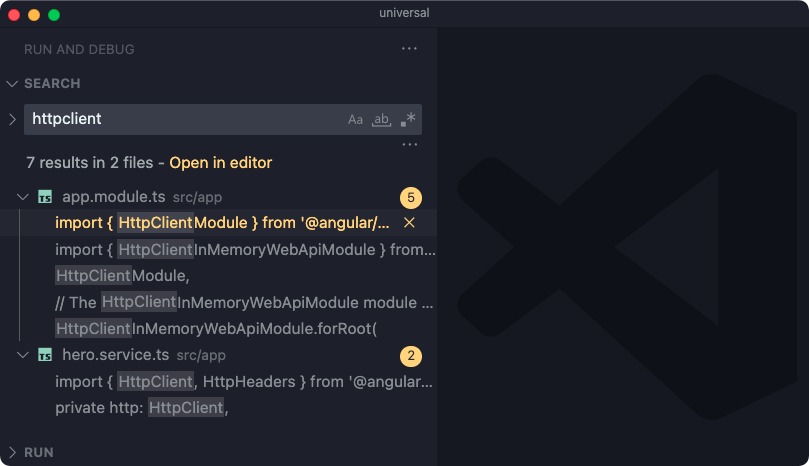 universal
RUN AND DEBUG ...
SEARCH
httpclient Aa ab .*
...
7 results in 2 files - Open in editor
TS app.module.ts src/app 5
import { HttpClientModule } from '@angular/...
import { HttpClientInMemoryWebApiModule } from...
HttpClientModule,
// The HttpClientInMemoryWebApiModule module ...
HttpClientInMemoryWebApiModule.forRoot(
TS hero.service.ts src/app 2
import { HttpClient, HttpHeaders } from '@angular...
private http: HttpClient,
RUN